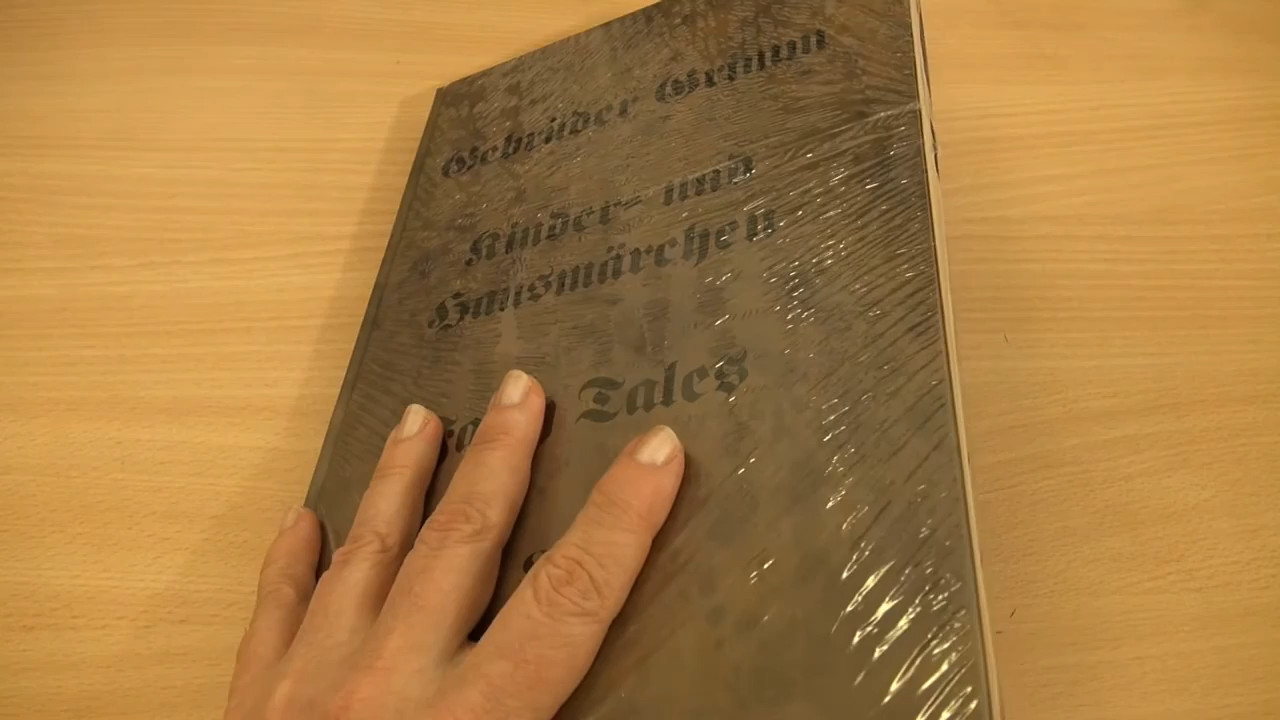 Gebrüder Grimm
Kinder- und
Hausmärchen
Tales